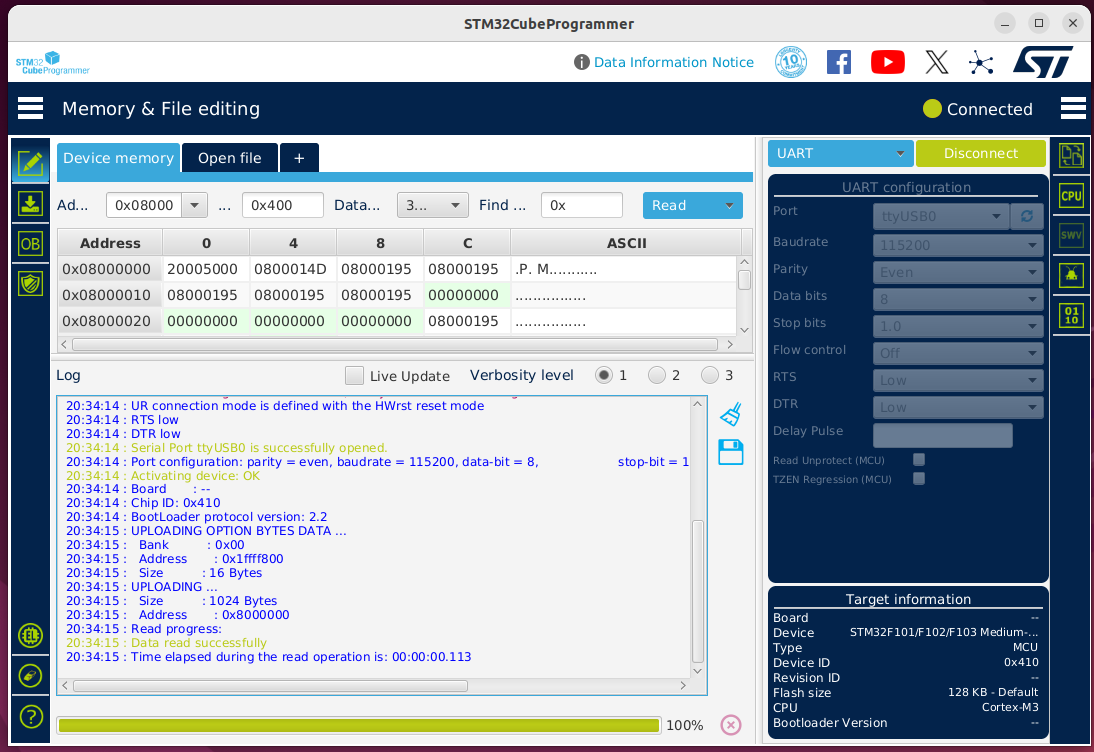 STM32CubeProgrammer
STM32
CubeProgrammer
Data Information Notice
10
YEARS
ST
Memory & File editing
Connected
Device memory
Open file
+
Ad...
0x08000
...
0x400
Data...
3...
Find ...
0x
Read
Address 0 4 8 C ASCII
0x08000000 20005000 0800014D 08000195 08000195 .P. M...........
0x08000010 08000195 08000195 08000195 00000000 ................
0x08000020 00000000 00000000 00000000 08000195 ................
Log
Live Update
Verbosity level
1
2
3
20:34:14 : UR connection mode is defined with the HWrst reset mode
20:34:14 : RTS low
20:34:14 : DTR low
20:34:14 : Serial Port ttyUSB0 is successfully opened.
20:34:14 : Port configuration: parity = even, baudrate = 115200, data-bit = 8, stop-bit = 1
20:34:14 : Activating device: OK
20:34:14 : Board : --
20:34:14 : Chip ID: 0x410
20:34:14 : BootLoader protocol version: 2.2
20:34:15 : UPLOADING OPTION BYTES DATA ...
20:34:15 : Bank : 0x00
20:34:15 : Address : 0x1ffff800
20:34:15 : Size : 16 Bytes
20:34:15 : UPLOADING ...
20:34:15 : Size : 1024 Bytes
20:34:15 : Address : 0x8000000
20:34:15 : Read progress:
20:34:15 : Data read successfully
20:34:15 : Time elapsed during the read operation is: 00:00:00.113
100%
OB
UART
Disconnect
UART configuration
Port ttyUSB0
Baudrate 115200
Parity Even
Data bits 8
Stop bits 1.0
Flow control Off
RTS Low
DTR Low
Delay Pulse
Read Unprotect (MCU)
TZEN Regression (MCU)
Target information
Board --
Device STM32F101/F102/F103 Medium-...
Type MCU
Device ID 0x410
Revision ID --
Flash size 128 KB - Default
CPU Cortex-M3
Bootloader Version --
CPU
SWV
01
10
EL
?